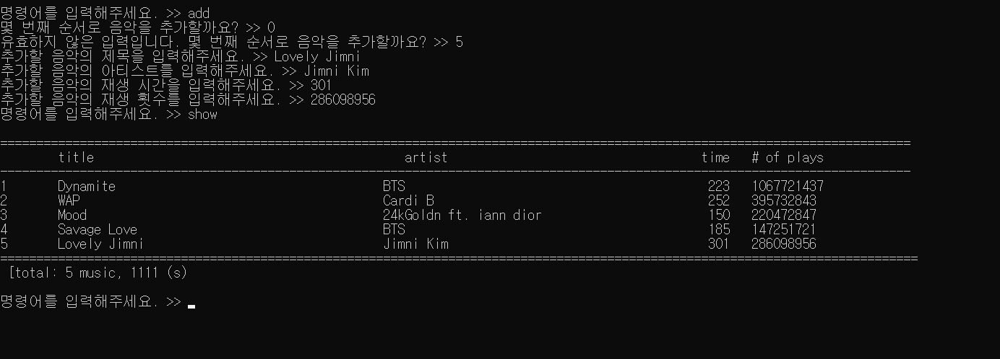 명령어를 입력해주세요. >> add
몇 번째 순서로 음악을 추가할까요? >> 0
유효하지 않은 입력입니다. 몇 번째 순서로 음악을 추가할까요? >> 5
추가할 음악의 제목을 입력해주세요. >> Lovely Jimni
추가할 음악의 아티스트를 입력해주세요. >> Jimni Kim
추가할 음악의 재생 시간을 입력해주세요. >> 301
추가할 음악의 재생 횟수를 입력해주세요. >> 286098956
명령어를 입력해주세요. >> show
title artist time # of plays
1 Dynamite BTS 223 1067721437
2 WAP Cardi B 252 395732843
3 Mood 24kGoldn ft. iann dior 150 220472847
4 Savage Love BTS 185 147251721
5 Lovely Jimni Jimni Kim 301 286098956
[total: 5 music, 1111 (s)
명령어를 입력해주세요. >>